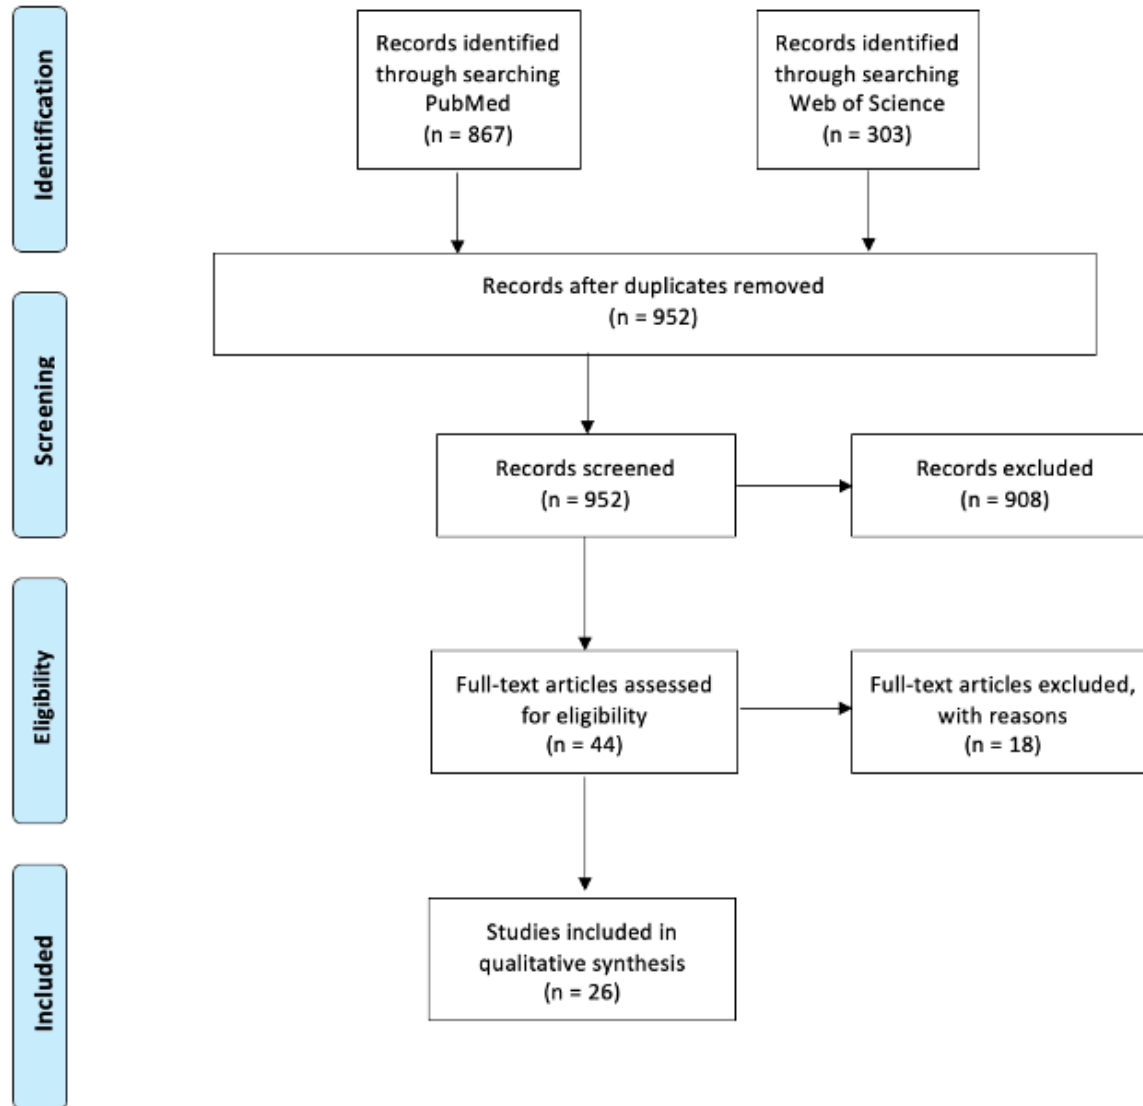 Identification
Records identified
through searching
PubMed
(n = 867)
Records identified
through searching
Web of Science
(n = 303)
Records after duplicates removed
(n = 952)
Screening
Records screened
(n = 952)
Records excluded
(n = 908)
Eligibility
Full-text articles assessed
for eligibility
(n = 44)
Full-text articles excluded,
with reasons
(n = 18)
Included
Studies included in
qualitative synthesis
(n = 26)